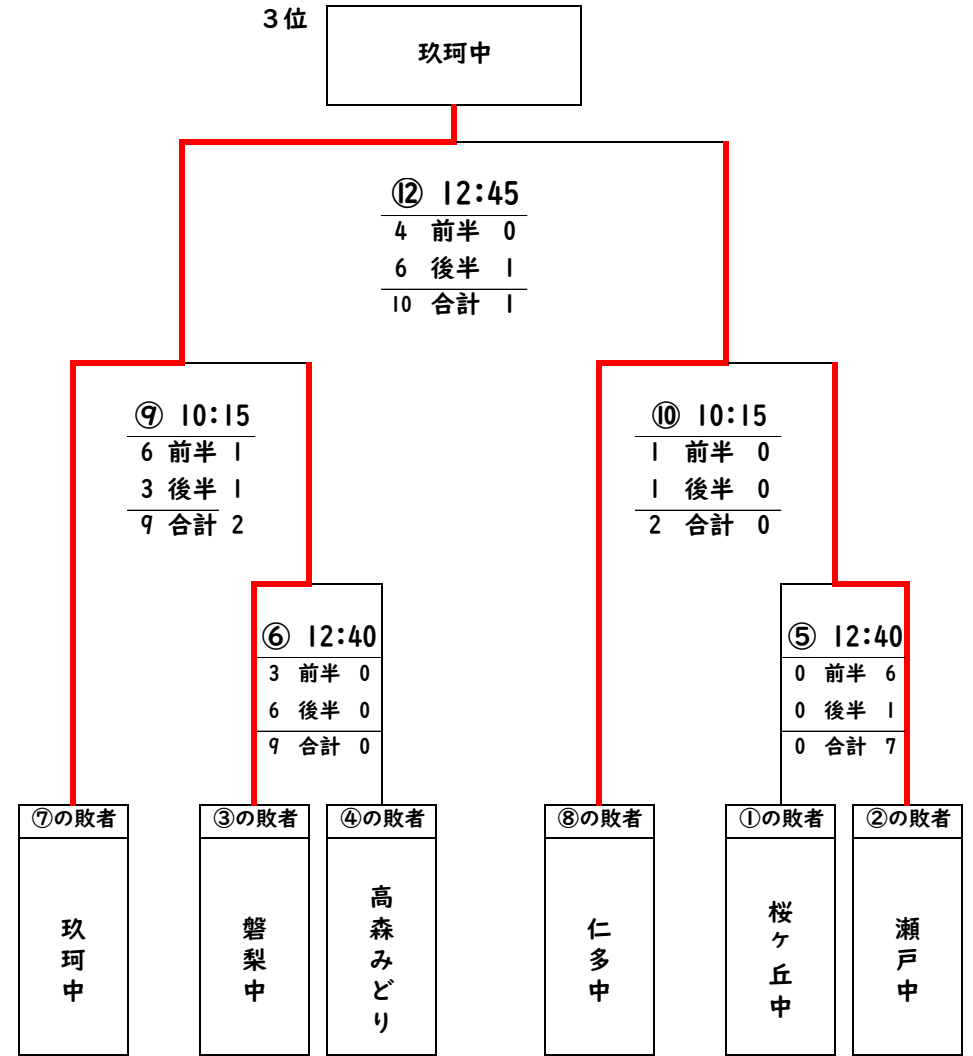 ３位
玖珂中
⑫ 12:45
4 前半 0
6 後半 1
10 合計 1
⑨ 10:15
6 前半 1
3 後半 1
9 合計 2
⑩ 10:15
1 前半 0
1 後半 0
2 合計 0
⑥ 12:40
3 前半 0
6 後半 0
9 合計 0
⑤ 12:40
0 前半 6
0 後半 1
0 合計 7
⑦の敗者
③の敗者
④の敗者
⑧の敗者
①の敗者
②の敗者
玖珂中
磐梨中
高森みどり
仁多中
桜ヶ丘中
瀬戸中